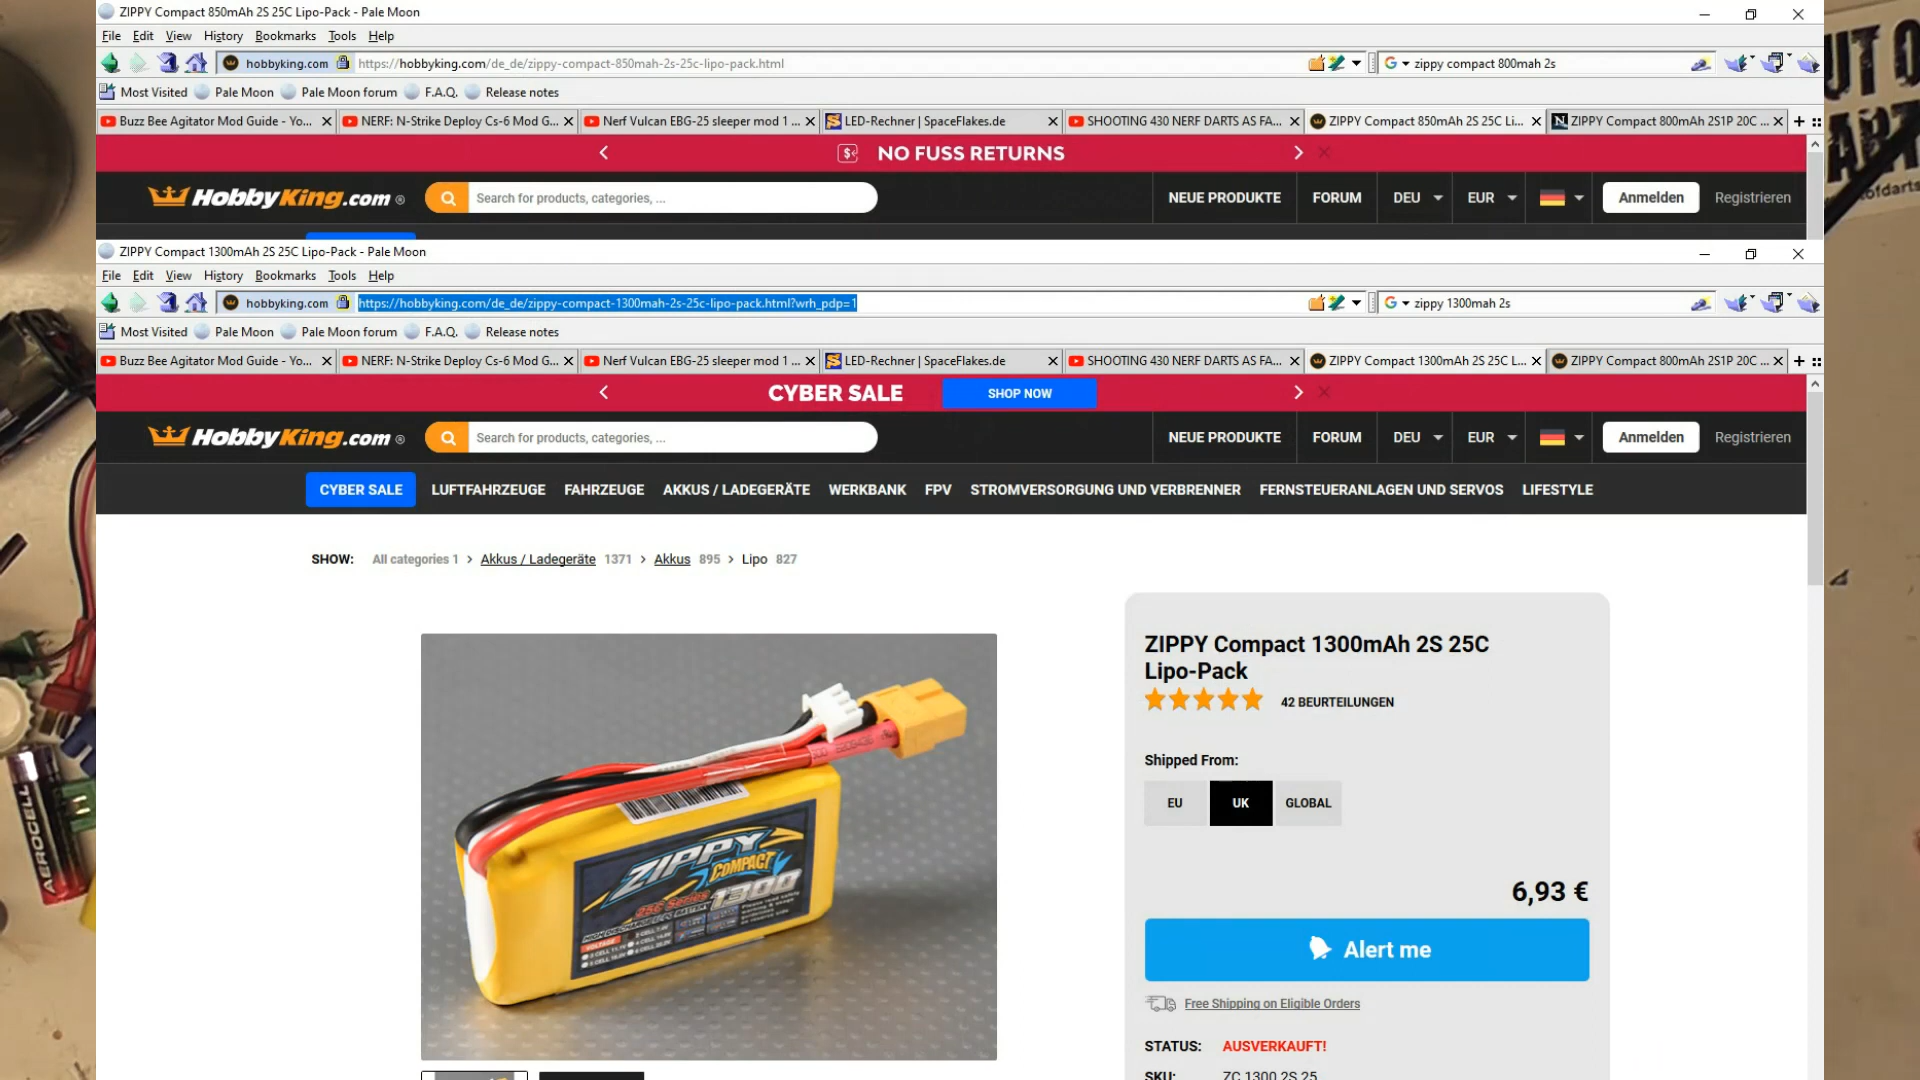 ZIPPY Compact 850mAh 2S 25C Lipo-Pack - Pale Moon
File Edit View History Bookmarks Tools Help
hobbyking.com https://hobbyking.com/de_de/zippy-compact-850mah-2s-25c-lipo-pack.html zippy compact 800mah 2s
Most Visited Pale Moon Pale Moon forum F.A.Q. Release notes
Buzz Bee Agitator Mod Guide - Yo... NERF: N-Strike Deploy Cs-6 Mod G... Nerf Vulcan EBG-25 sleeper mod 1 ... LED-Rechner | SpaceFlakes.de SHOOTING 430 NERF DARTS AS FA... ZIPPY Compact 850mAh 2S 25C Li... ZIPPY Compact 800mAh 2S1P 20C ...
NO FUSS RETURNS
HobbyKing.com ® Search for products, categories, ... NEUE PRODUKTE FORUM DEU EUR Anmelden Registrieren
ZIPPY Compact 1300mAh 2S 25C Lipo-Pack - Pale Moon
File Edit View History Bookmarks Tools Help
hobbyking.com https://hobbyking.com/de_de/zippy-compact-1300mah-2s-25c-lipo-pack.html?wrh_pdp=1 zippy 1300mah 2s
Most Visited Pale Moon Pale Moon forum F.A.Q. Release notes
Buzz Bee Agitator Mod Guide - Yo... NERF: N-Strike Deploy Cs-6 Mod G... Nerf Vulcan EBG-25 sleeper mod 1 ... LED-Rechner | SpaceFlakes.de SHOOTING 430 NERF DARTS AS FA... ZIPPY Compact 1300mAh 2S 25C L... ZIPPY Compact 800mAh 2S1P 20C ...
CYBER SALE SHOP NOW
HobbyKing.com ® Search for products, categories, ... NEUE PRODUKTE FORUM DEU EUR Anmelden Registrieren
CYBER SALE LUFTFAHRZEUGE FAHRZEUGE AKKUS / LADEGERÄTE WERKBANK FPV STROMVERSORGUNG UND VERBRENNER FERNSTEUERANLAGEN UND SERVOS LIFESTYLE
SHOW: All categories 1 > Akkus / Ladegeräte 1371 > Akkus 895 > Lipo 827
ZIPPY Compact 1300mAh 2S 25C
Lipo-Pack
42 BEURTEILUNGEN
Shipped From:
EU UK GLOBAL
6,93 €
Alert me
Free Shipping on Eligible Orders
STATUS: AUSVERKAUFT!
SKU: ZC.1300.2S.25
ZIPPY
COMPACT
25C Series 1300
VOLTAGE
AEROCELL